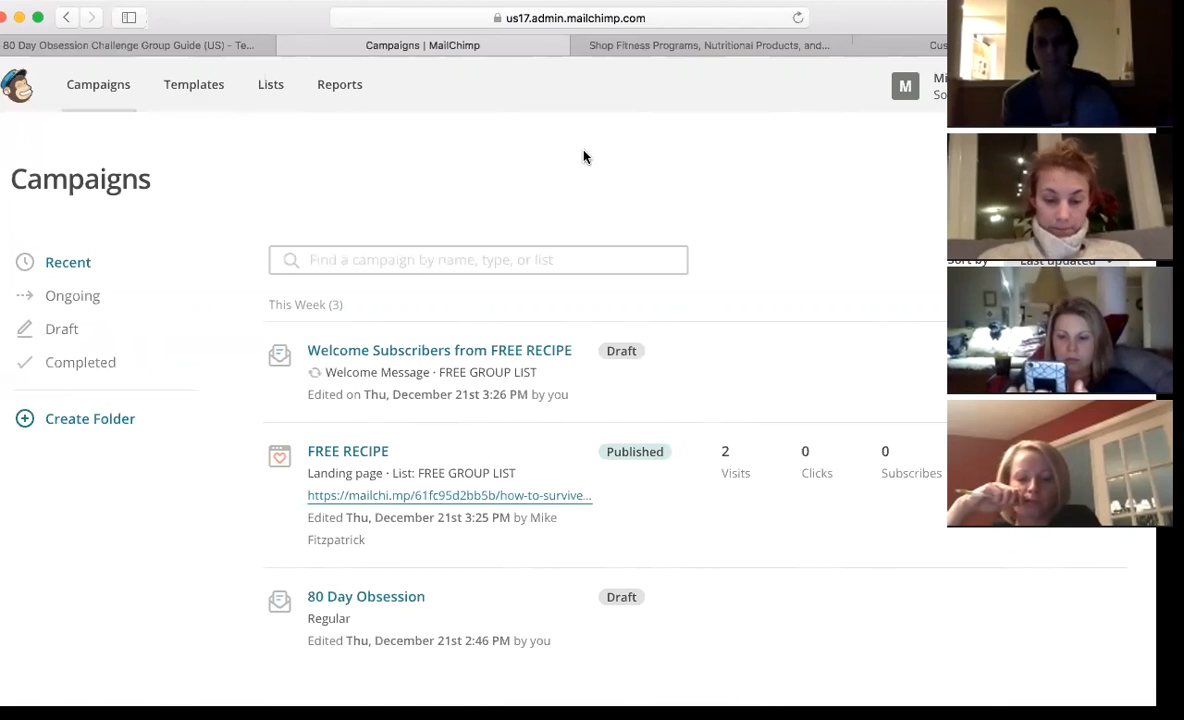 us17.admin.mailchimp.com
80 Day Obsession Challenge Group Guide (US) - Te...
Campaigns | MailChimp
Shop Fitness Programs, Nutritional Products, and...
Cus
Campaigns
Templates
Lists
Reports
M
Mi
So
Campaigns
Recent
Ongoing
Draft
Completed
Create Folder
Find a campaign by name, type, or list
Sort by Last updated
This Week (3)
Welcome Subscribers from FREE RECIPE
Draft
Welcome Message · FREE GROUP LIST
Edited on Thu, December 21st 3:26 PM by you
FREE RECIPE
Published
2
0
0
Landing page · List: FREE GROUP LIST
Visits
Clicks
Subscribes
https://mailchi.mp/61fc95d2bb5b/how-to-survive...
Edited Thu, December 21st 3:25 PM by Mike
Fitzpatrick
80 Day Obsession
Draft
Regular
Edited Thu, December 21st 2:46 PM by you